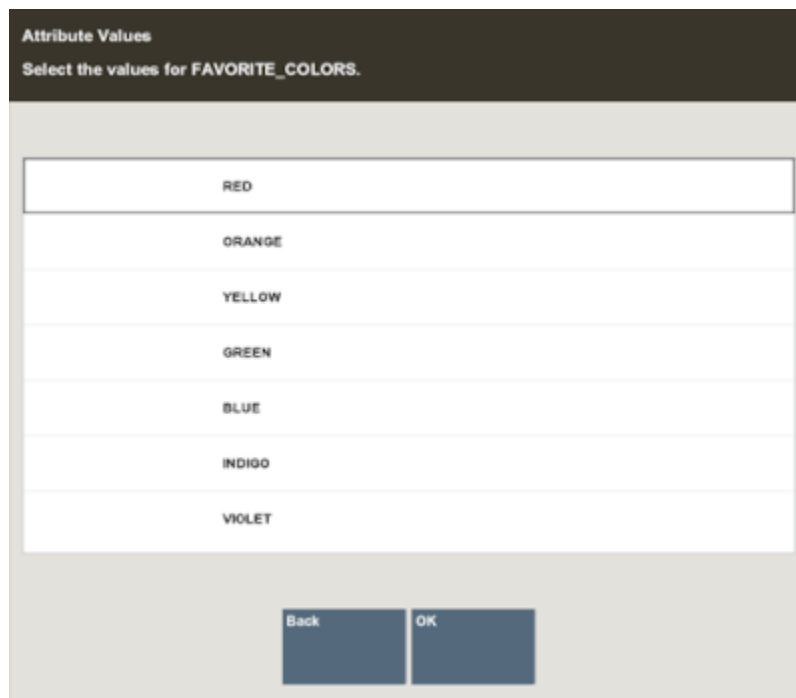 Attribute Values
Select the values for FAVORITE_COLORS.
RED
ORANGE
YELLOW
GREEN
BLUE
INDIGO
VIOLET
Back
OK